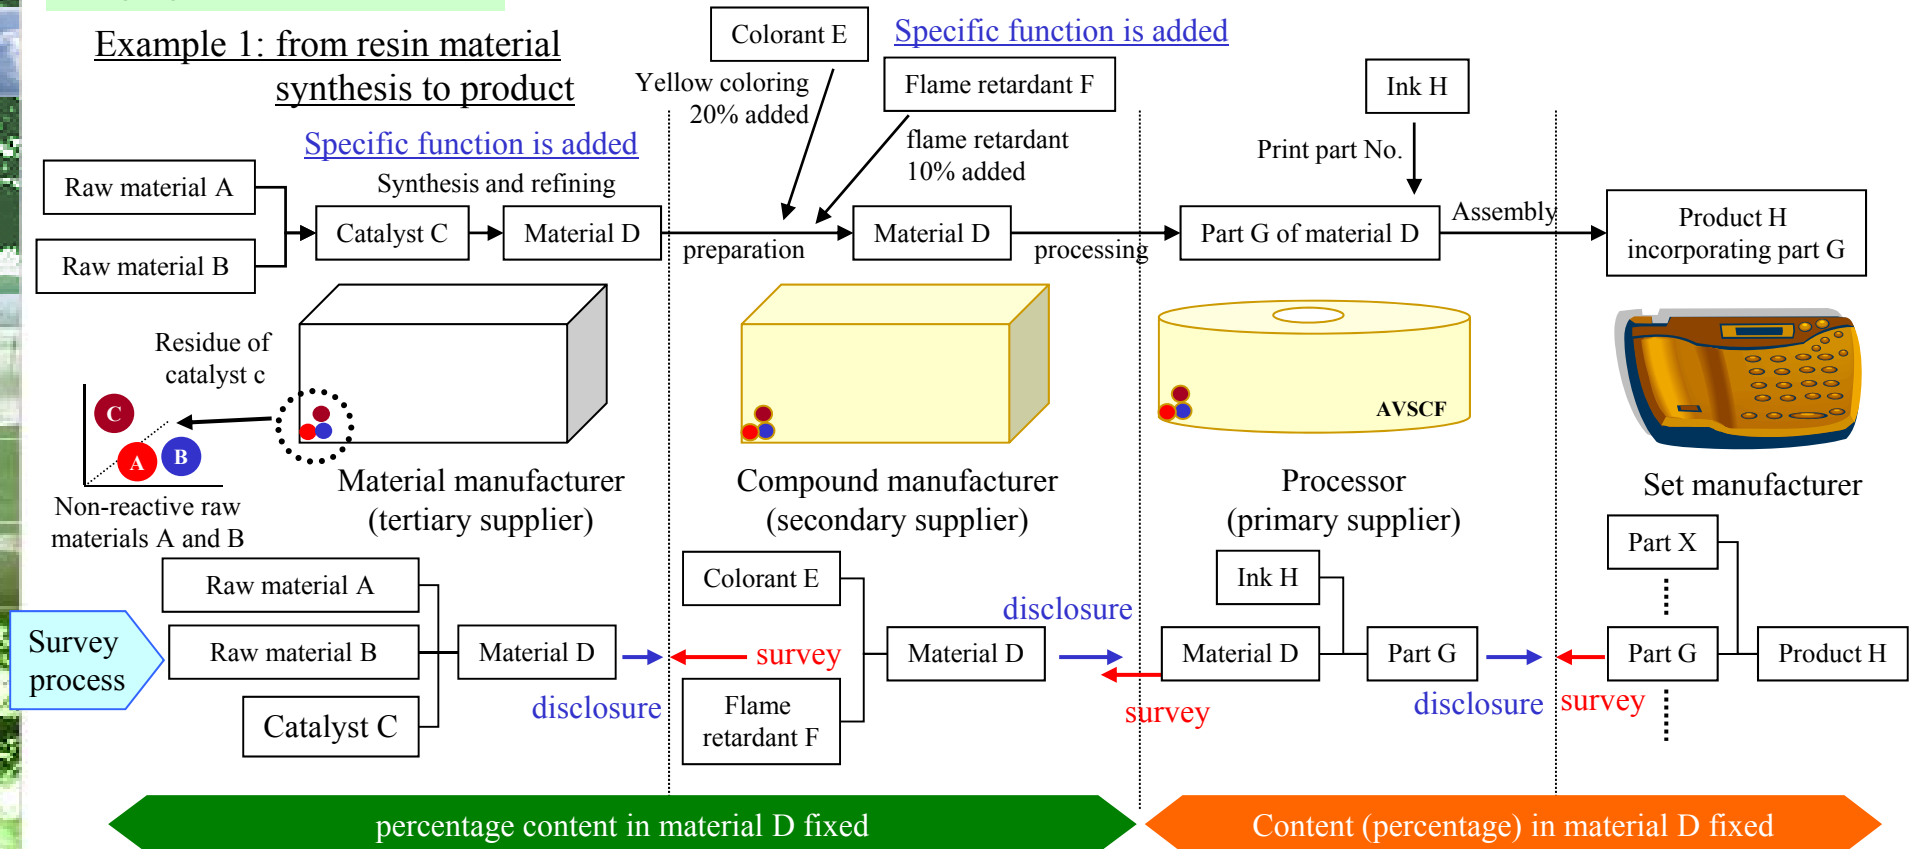 Example 1: from resin material
synthesis to product
Specific function is added
Colorant E
Specific function is added
Yellow coloring
20% added
Flame retardant F
flame retardant
10% added
Ink H
Print part No.
Raw material A
Raw material B
Synthesis and refining
Catalyst C
Material D
preparation
Material D
processing
Part G of material D
Assembly
Product H
incorporating part G
Residue of
catalyst c
C
A
B
Non-reactive raw
materials A and B
AVSCF
Material manufacturer
(tertiary supplier)
Compound manufacturer
(secondary supplier)
Processor
(primary supplier)
Set manufacturer
Survey
process
Raw material A
Raw material B
Catalyst C
Material D
disclosure
survey
Colorant E
Flame
retardant F
Material D
disclosure
survey
Ink H
Material D
Part G
disclosure
survey
Part X
Part G
Product H
percentage content in material D fixed
Content (percentage) in material D fixed